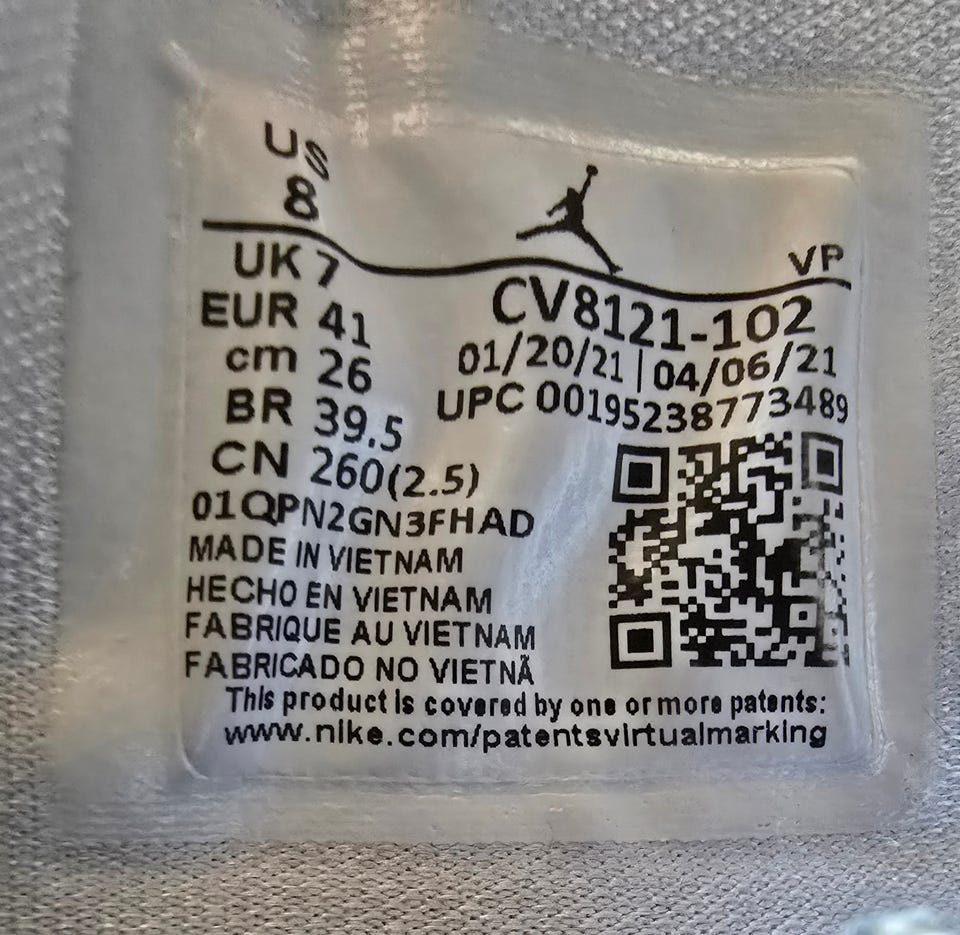 US
8
VP
UK 7
EUR 41
cm 26
BR 39.5
CN 260(2.5)
CV8121-102
01/20/21 | 04/06/21
UPC 00195238773489
01QPN2GN3FHAD
MADE IN VIETNAM
HECHO EN VIETNAM
FABRIQUE AU VIETNAM
FABRICADO NO VIETNÃ
This product is covered by one or more patents:
www.nike.com/patentsvirtualmarking